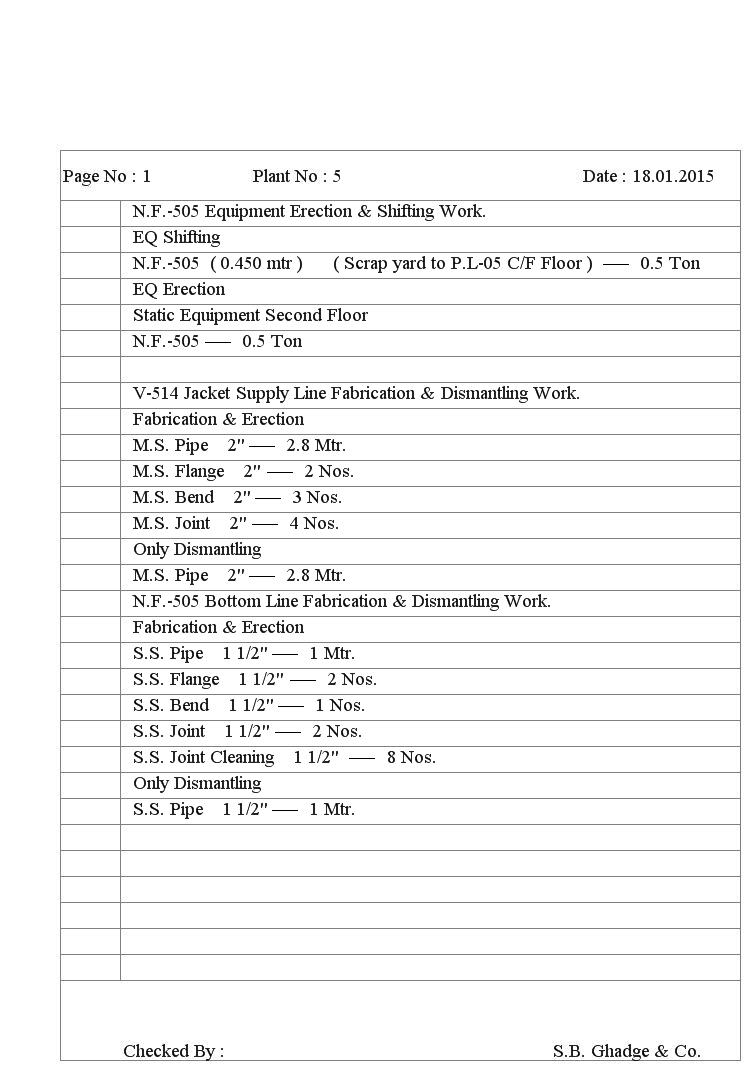 Page No : 1 Plant No : 5 Date : 18.01.2015
N.F.-505 Equipment Erection & Shifting Work.
EQ Shifting
N.F.-505 ( 0.450 mtr ) ( Scrap yard to P.L-05 C/F Floor ) —– 0.5 Ton
EQ Erection
Static Equipment Second Floor
N.F.-505 —– 0.5 Ton
V-514 Jacket Supply Line Fabrication & Dismantling Work.
Fabrication & Erection
M.S. Pipe 2" —– 2.8 Mtr.
M.S. Flange 2" —– 2 Nos.
M.S. Bend 2" —– 3 Nos.
M.S. Joint 2" —– 4 Nos.
Only Dismantling
M.S. Pipe 2" —– 2.8 Mtr.
N.F.-505 Bottom Line Fabrication & Dismantling Work.
Fabrication & Erection
S.S. Pipe 1 1/2" —– 1 Mtr.
S.S. Flange 1 1/2" —– 2 Nos.
S.S. Bend 1 1/2" —– 1 Nos.
S.S. Joint 1 1/2" —– 2 Nos.
S.S. Joint Cleaning 1 1/2" —– 8 Nos.
Only Dismantling
S.S. Pipe 1 1/2" —– 1 Mtr.
Checked By : S.B. Ghadge & Co.